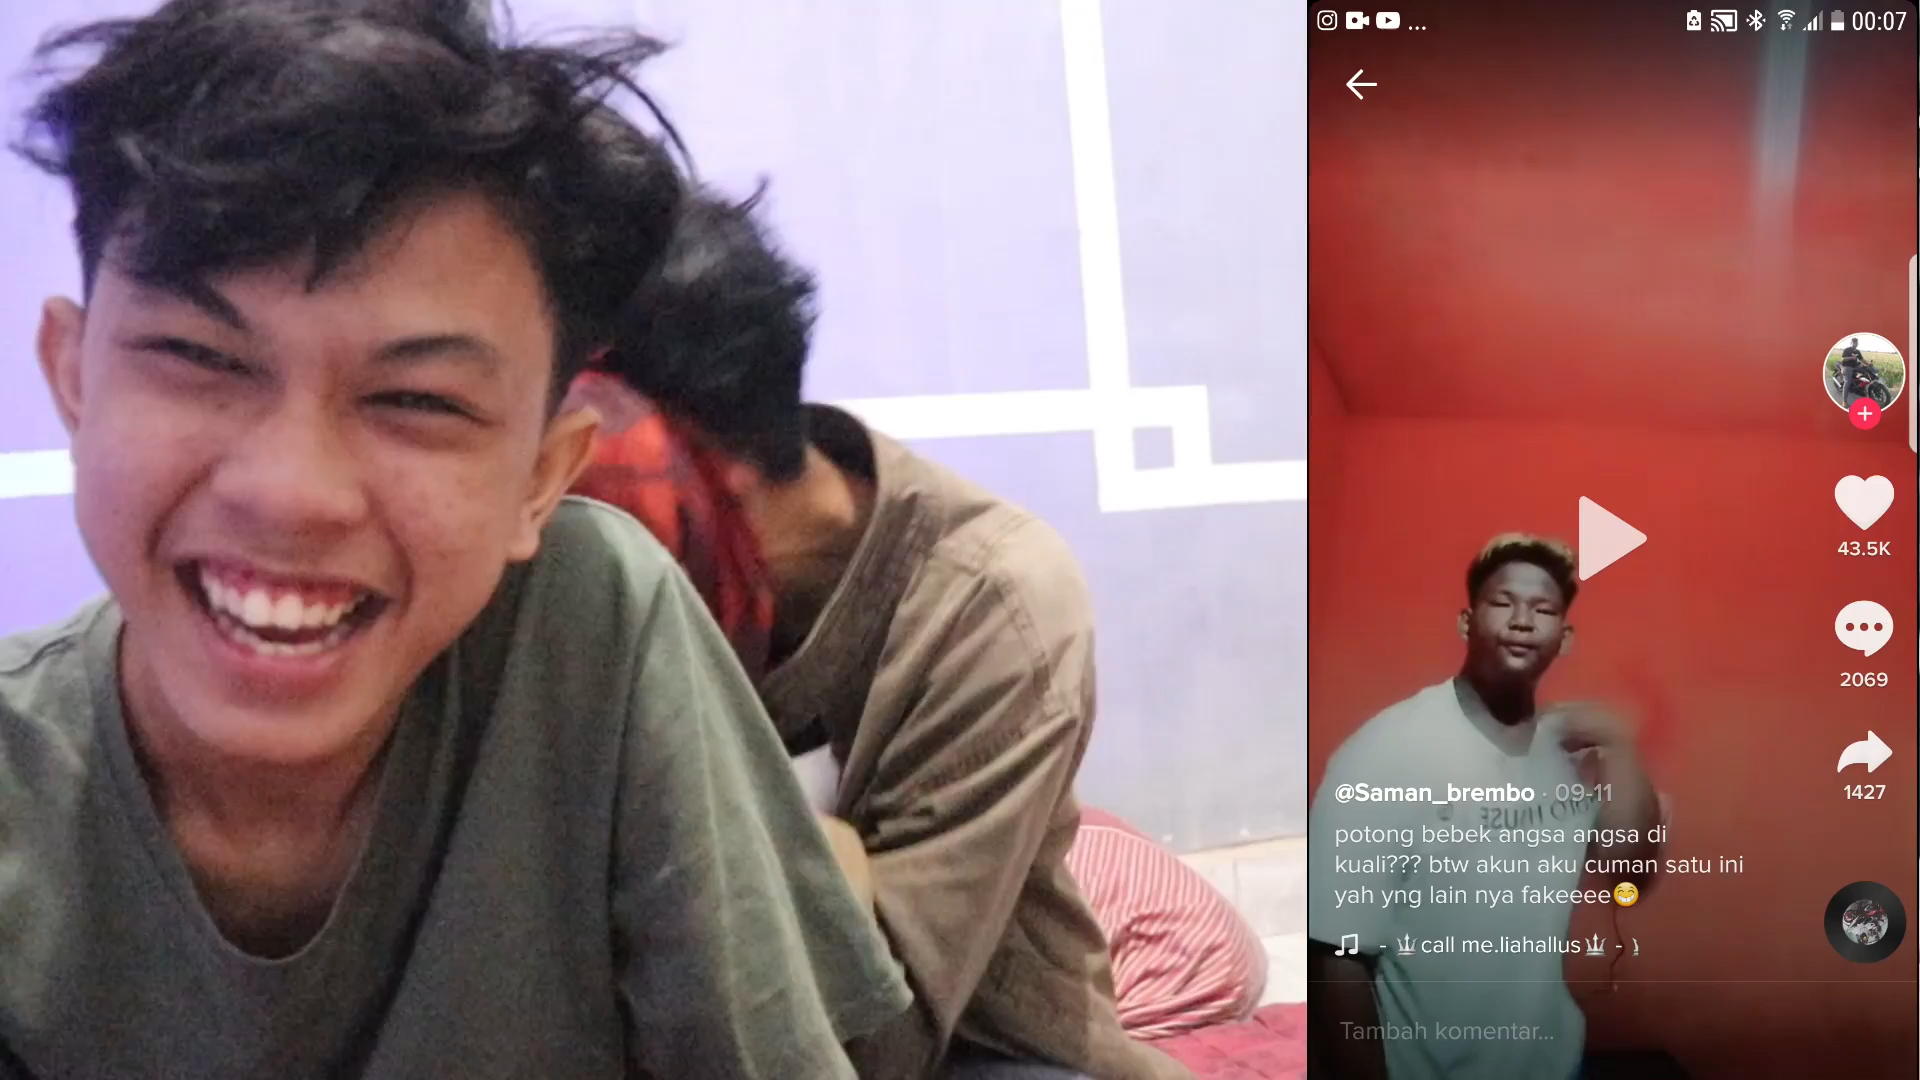 ... 00:07
43.5K
2069
1427
@Saman_brembo · 09-11
potong bebek angsa angsa di
kuali??? btw akun aku cuman satu ini
yah yng lain nya fakeeee😁
- ♔call me.liahallus♔ -
Tambah komentar...